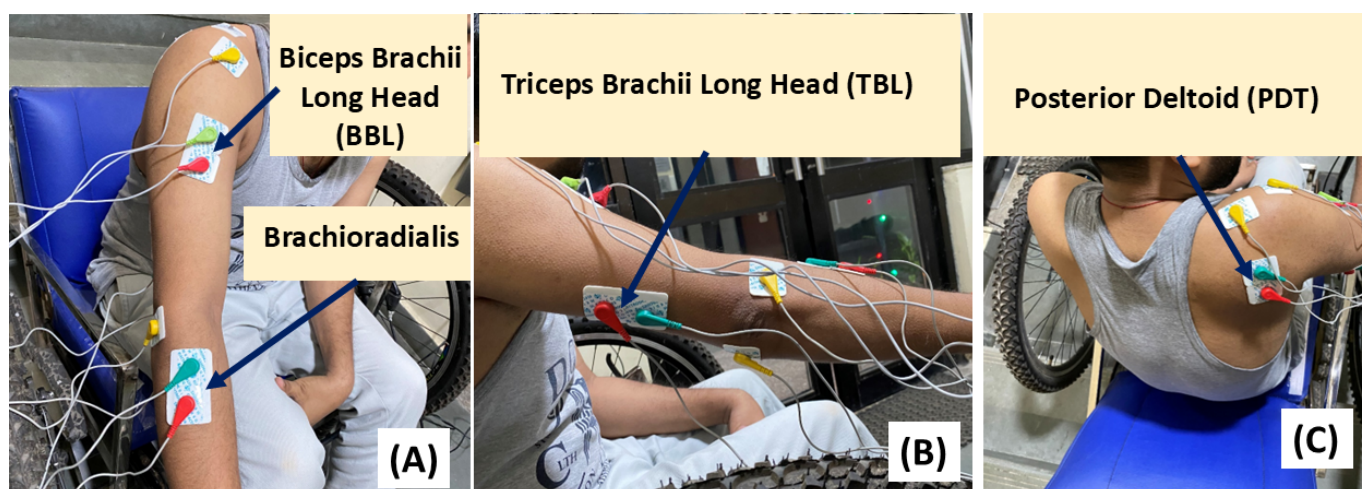 Biceps Brachii
Long Head
(BBL)
Brachioradialis
(A)
Triceps Brachii Long Head (TBL)
(B)
Posterior Deltoid (PDT)
(C)